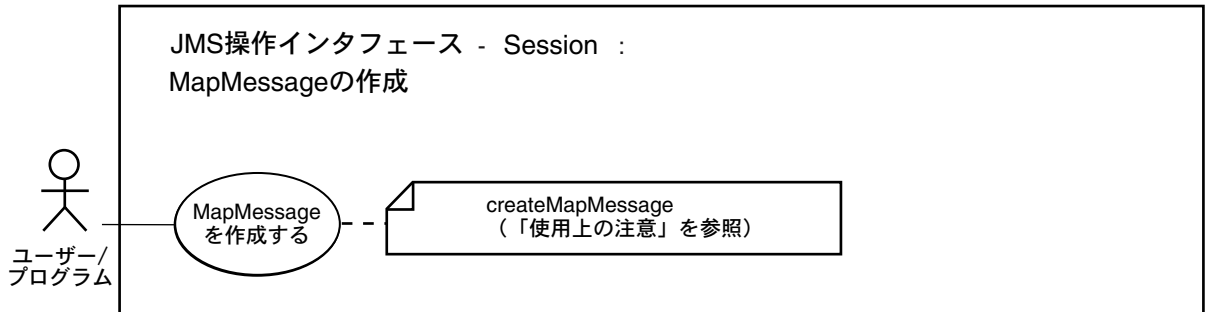 JMS操作インタフェース - Session :
MapMessageの作成
MapMessage
を作成する
createMapMessage
（「使用上の注意」を参照）
ユーザー/
プログラム